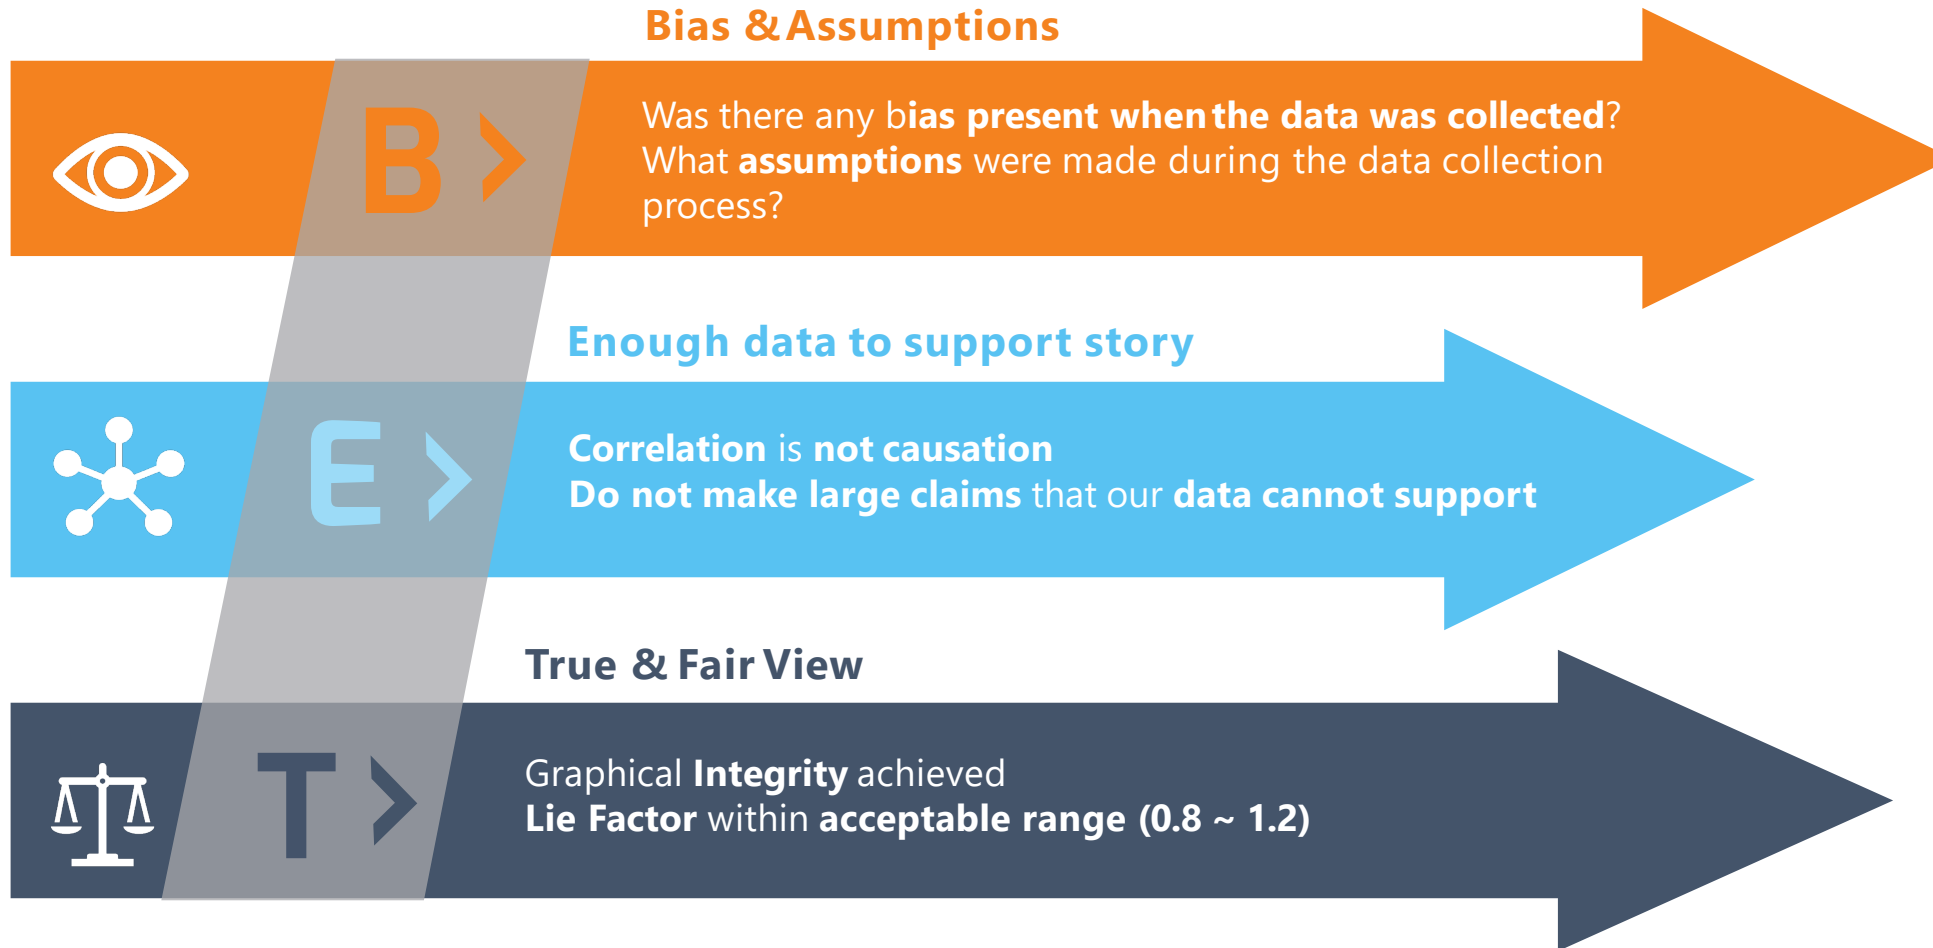 Bias & Assumptions
B
Was there any bias present when the data was collected?
What assumptions were made during the data collection
process?
Enough data to support story
E
Correlation is not causation
Do not make large claims that our data cannot support
True & Fair View
T
Graphical Integrity achieved
Lie Factor within acceptable range (0.8 ~ 1.2)